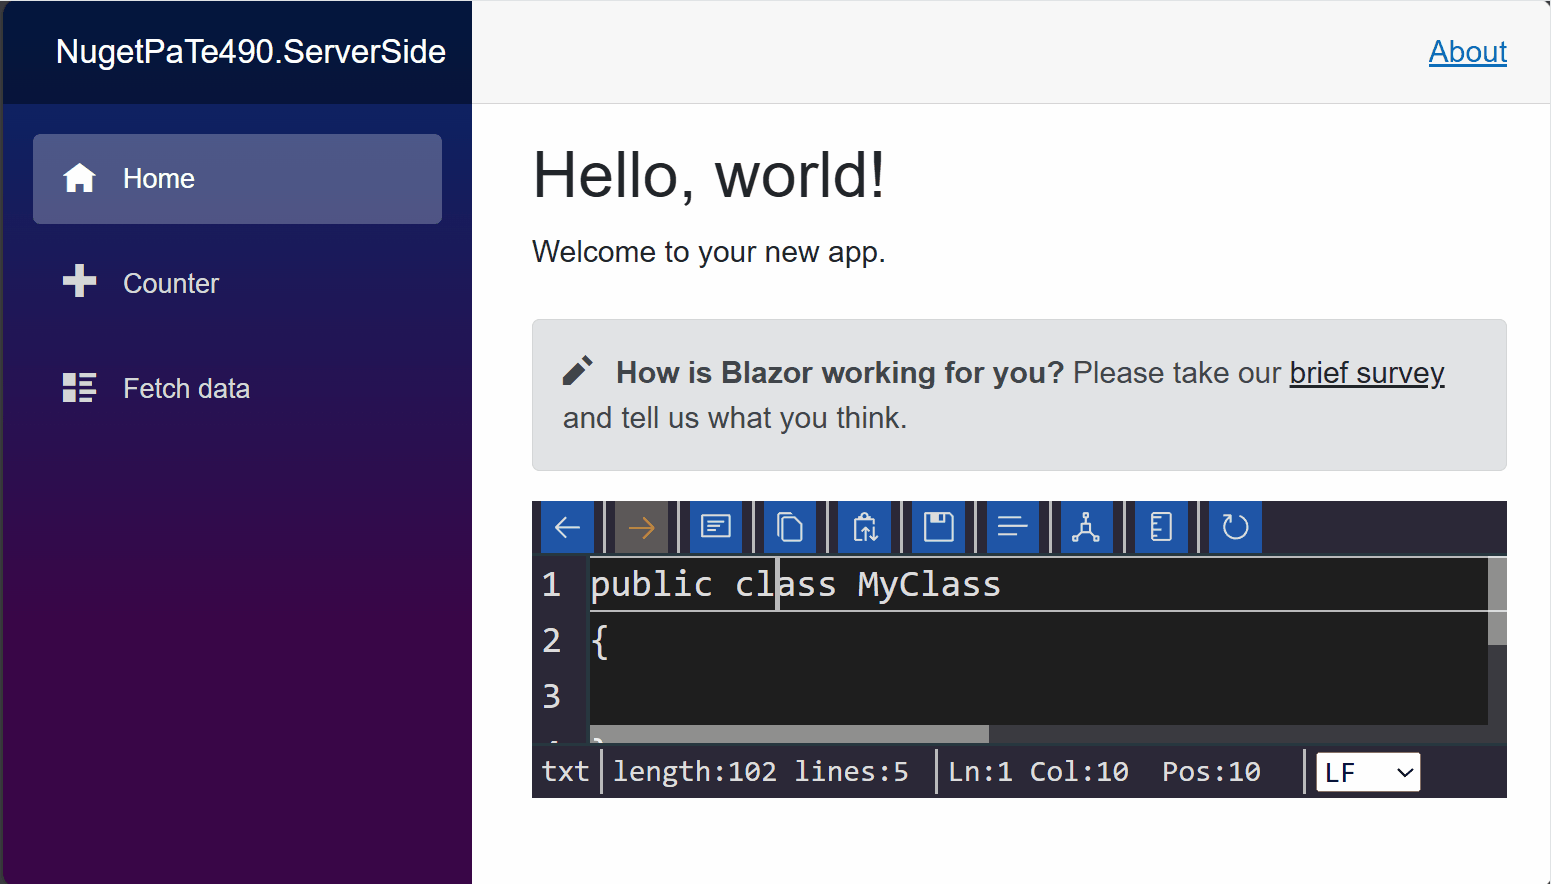 NugetPaTe490.ServerSide
About
Home
Counter
Fetch data
Hello, world!
Welcome to your new app.
How is Blazor working for you? Please take our brief survey
and tell us what you think.
1 public class MyClass
2 {
3
txt length:102 lines:5 Ln:1 Col:10 Pos:10 LF